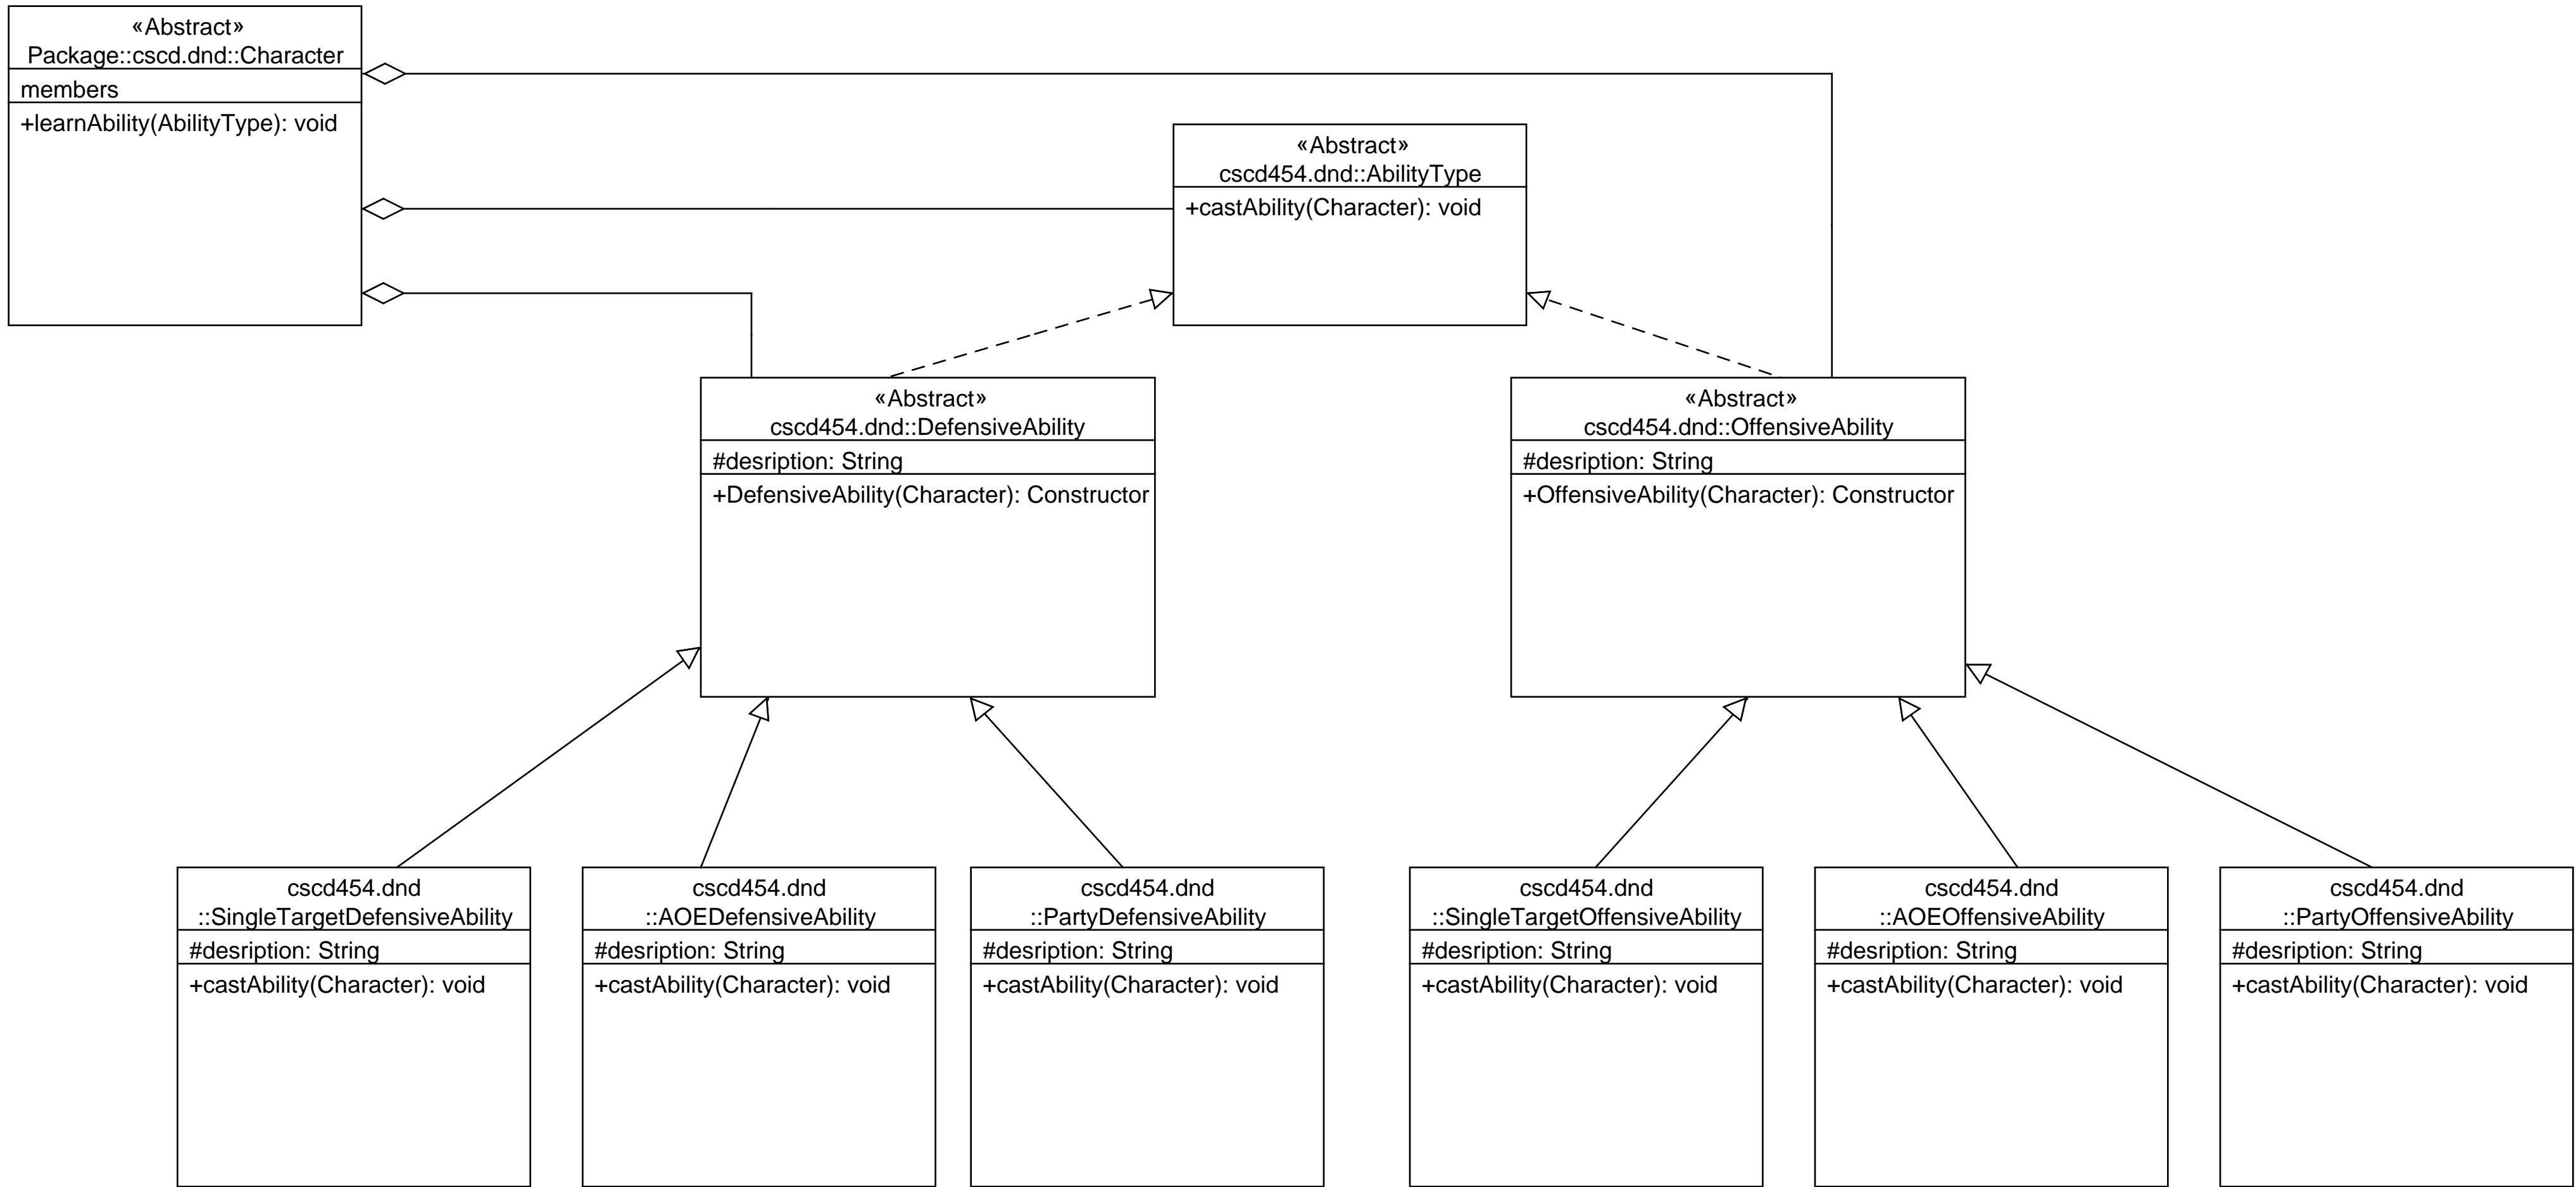 «Abstract»
Package::cscd.dnd::Character
members
+learnAbility(AbilityType): void
«Abstract»
cscd454.dnd::AbilityType
+castAbility(Character): void
«Abstract»
cscd454.dnd::DefensiveAbility
#desription: String
+DefensiveAbility(Character): Constructor
«Abstract»
cscd454.dnd::OffensiveAbility
#desription: String
+OffensiveAbility(Character): Constructor
cscd454.dnd
::SingleTargetDefensiveAbility
#desription: String
+castAbility(Character): void
cscd454.dnd
::AOEDefensiveAbility
#desription: String
+castAbility(Character): void
cscd454.dnd
::PartyDefensiveAbility
#desription: String
+castAbility(Character): void
cscd454.dnd
::SingleTargetOffensiveAbility
#desription: String
+castAbility(Character): void
cscd454.dnd
::AOEOffensiveAbility
#desription: String
+castAbility(Character): void
cscd454.dnd
::PartyOffensiveAbility
#desription: String
+castAbility(Character): void